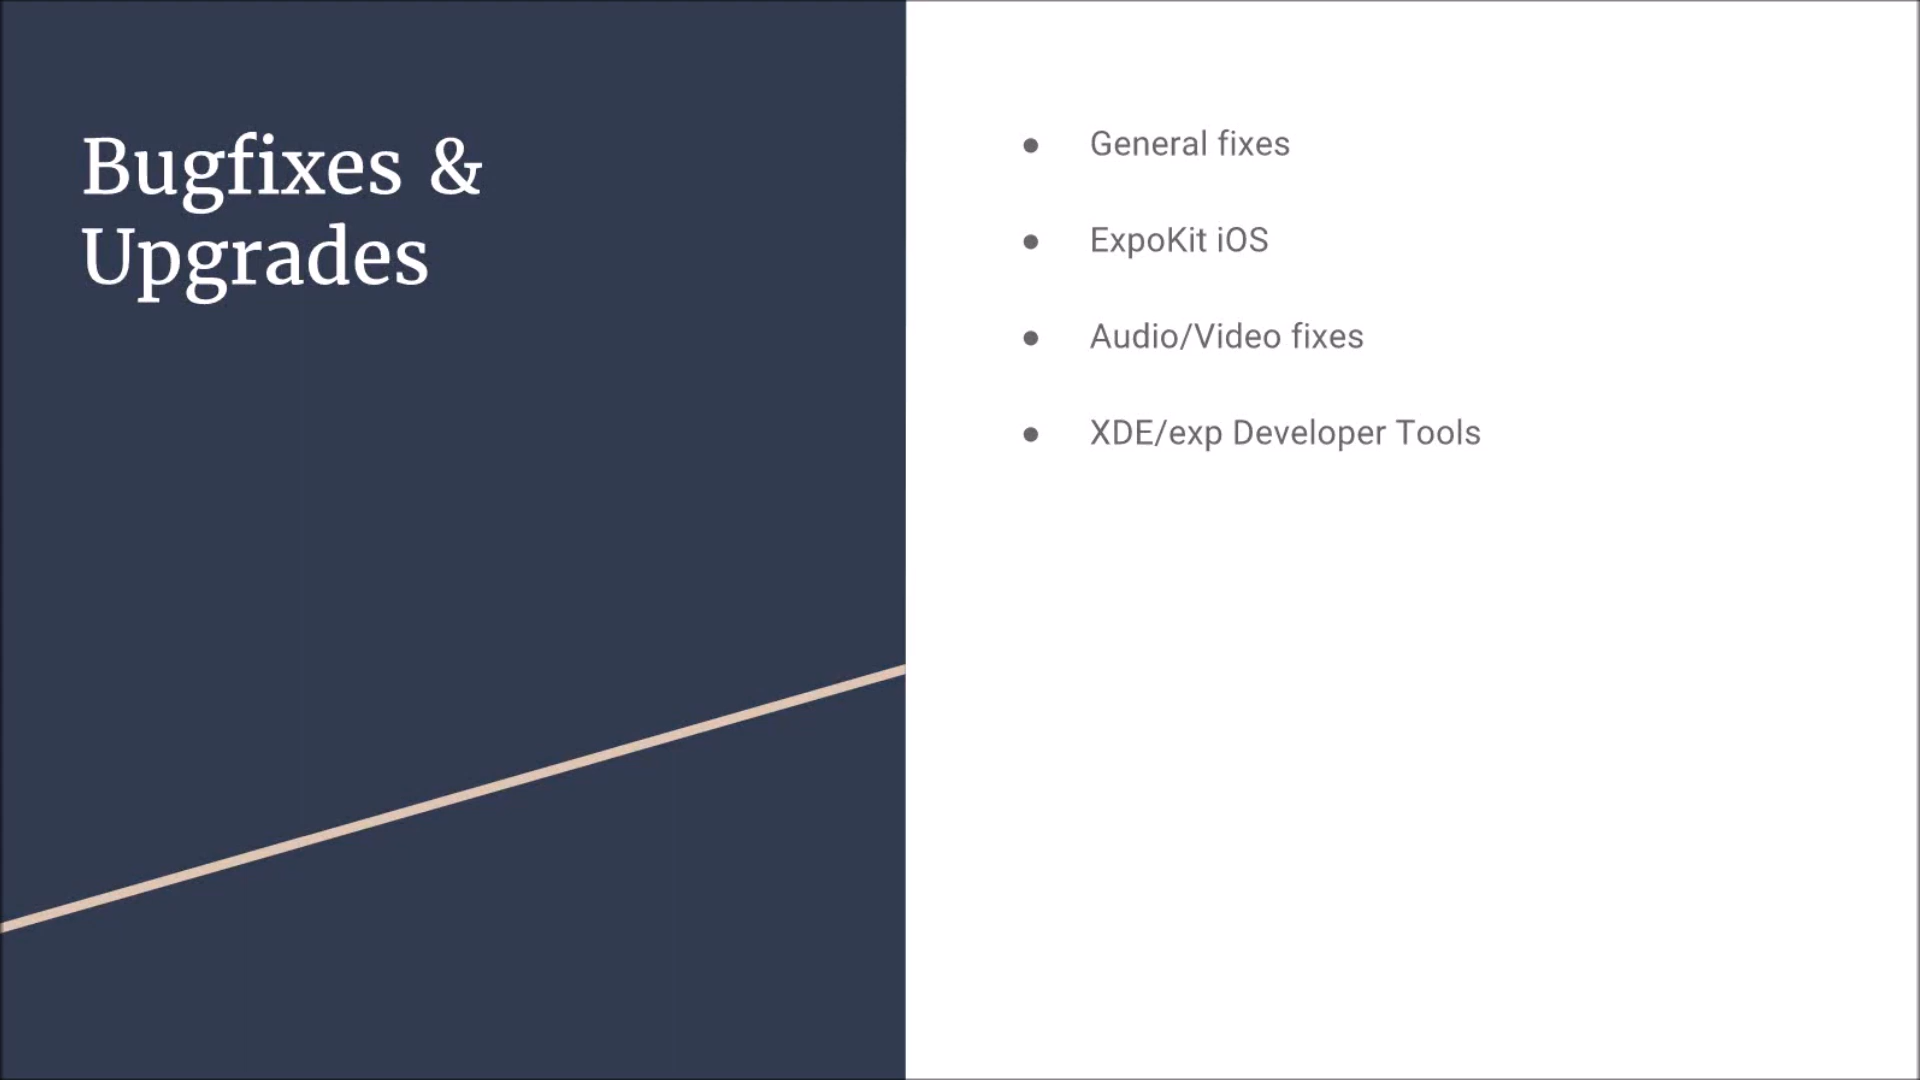 Bugfixes &
Upgrades
● General fixes
● ExpoKit iOS
● Audio/Video fixes
● XDE/exp Developer Tools